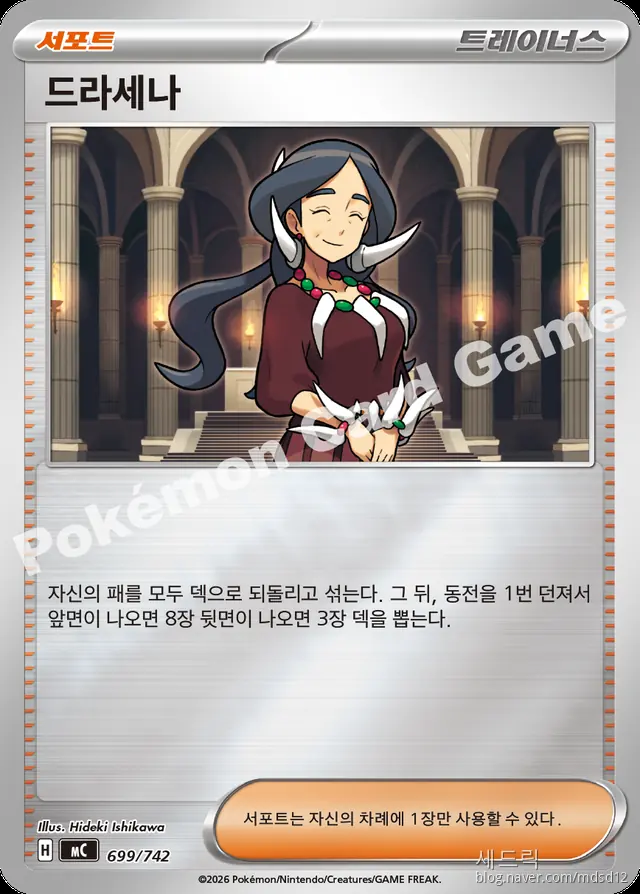 서포트
트레이너스
드라세나
Pokémon Card Game
자신의 패를 모두 덱으로 되돌리고 섞는다. 그 뒤, 동전을 1번 던져서
앞면이 나오면 8장 뒷면이 나오면 3장 덱을 뽑는다.
서포트는 자신의 차례에 1장만 사용할 수 있다.
Illus. Hideki Ishikawa
H MC 699/742
©2026 Pokémon/Nintendo/Creatures/GAME FREAK.
세드릭
blog.naver.com/mdsd12